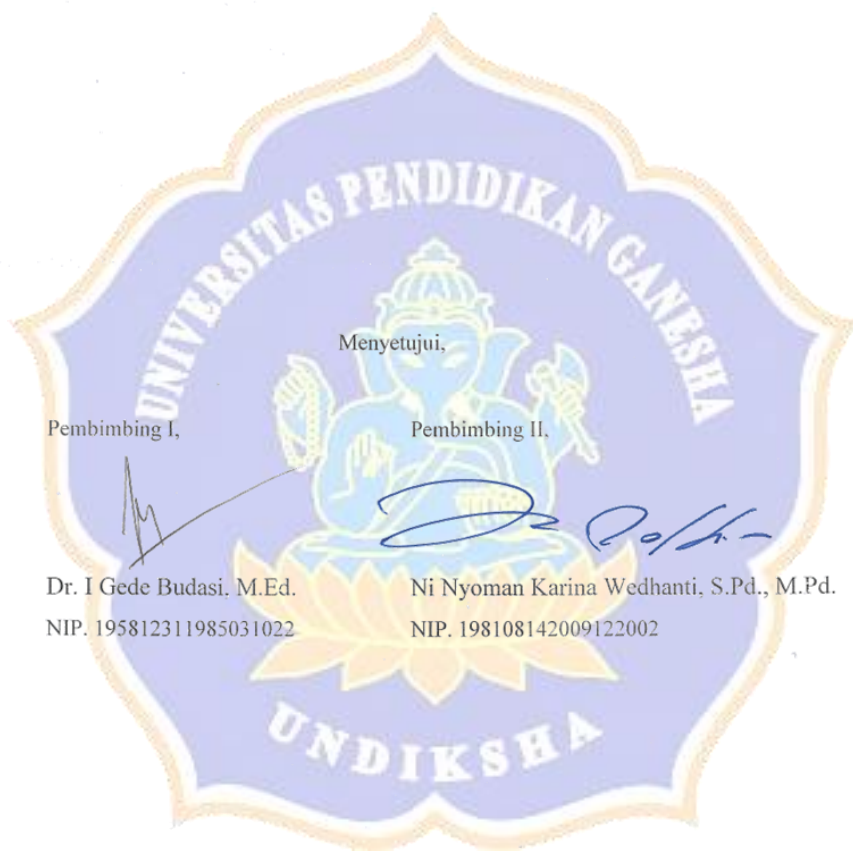 UNIVERSITAS PENDIDIKAN GANESHA
Menyetujui,
Pembimbing I,
Pembimbing II,
Dr. I Gede Budasi, M.Ed.
Ni Nyoman Karina Wedhanti, S.Pd., M.Pd.
NIP. 195812311985031022
NIP. 198108142009122002
UNDIKSHA